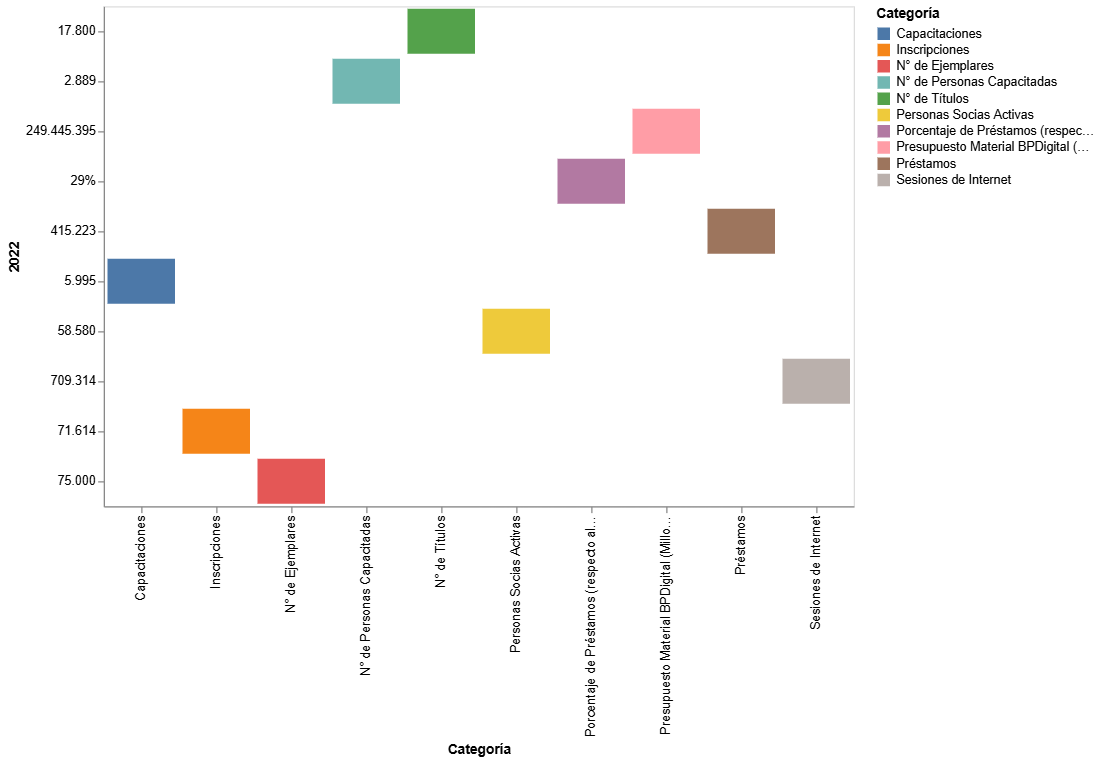 17.800
2.889
249.445.395
29%
415.223
5.995
58.580
709.314
71.614
75.000
2022
Capacitaciones
Inscripciones
N° de Ejemplares
N° de Personas Capacitadas
N° de Títulos
Personas Socias Activas
Porcentaje de Préstamos (respecto al…
Presupuesto Material BPDigital (Millo…
Préstamos
Sesiones de Internet
Categoría
Categoría
Capacitaciones
Inscripciones
N° de Ejemplares
N° de Personas Capacitadas
N° de Títulos
Personas Socias Activas
Porcentaje de Préstamos (respec…
Presupuesto Material BPDigital (…
Préstamos
Sesiones de Internet